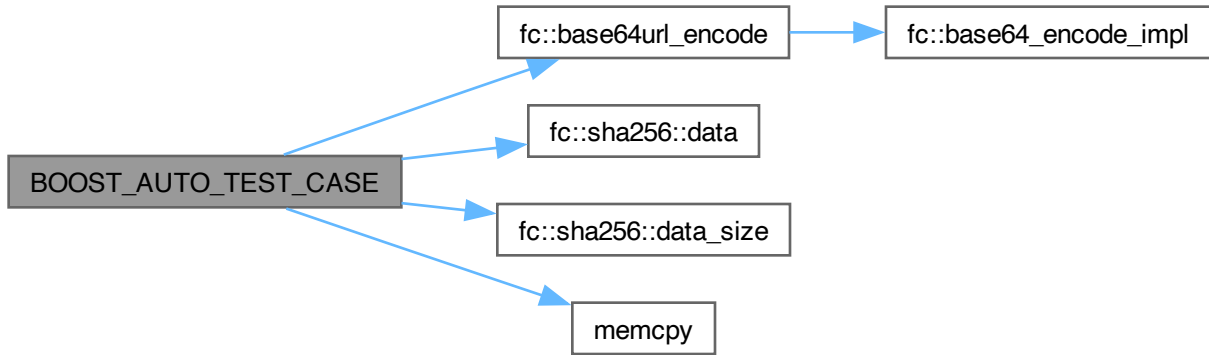 fc::base64url_encode
fc::base64_encode_impl
fc::sha256::data
BOOST_AUTO_TEST_CASE
fc::sha256::data_size
memcpy